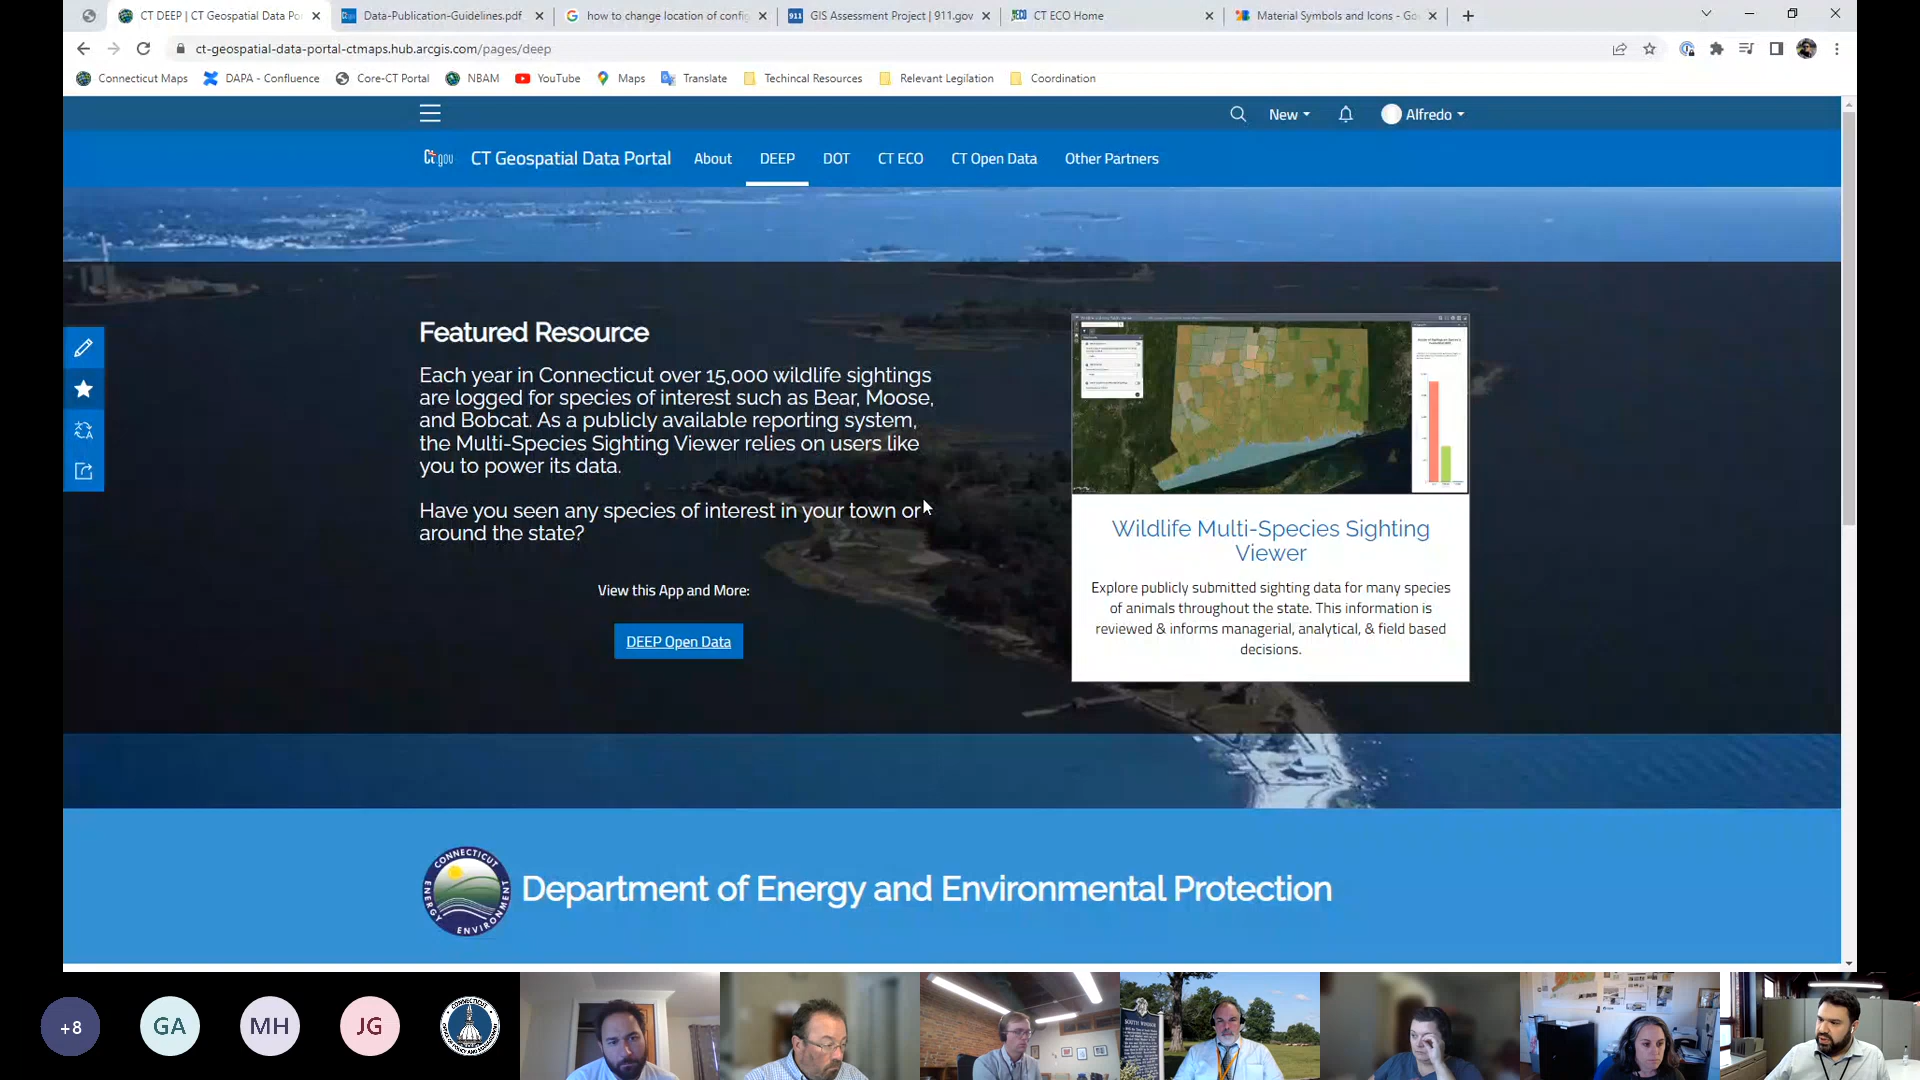 CT DEEP | CT Geospatial Data Po
Data-Publication-Guidelines.pdf
how to change location of config
GIS Assessment Project | 911.gov
CT ECO Home
Material Symbols and Icons - Go
ct-geospatial-data-portal-ctmaps.hub.arcgis.com/pages/deep
Connecticut Maps
DAPA - Confluence
Core-CT Portal
NBAM
YouTube
Maps
Translate
Techincal Resources
Relevant Legilation
Coordination
New
Alfredo
Ct gov
CT Geospatial Data Portal
About
DEEP
DOT
CT ECO
CT Open Data
Other Partners
Featured Resource
Each year in Connecticut over 15,000 wildlife sightings
are logged for species of interest such as Bear, Moose,
and Bobcat. As a publicly available reporting system,
the Multi-Species Sighting Viewer relies on users like
you to power its data.
Have you seen any species of interest in your town or
around the state?
View this App and More:
DEEP Open Data
Wildlife Multi-Species Sighting
Viewer
Explore publicly submitted sighting data for many species
of animals throughout the state. This information is
reviewed & informs managerial, analytical, & field based
decisions.
CONNECTICUT
ENERGY
ENVIRONMENT
Department of Energy and Environmental Protection
+8
GA
MH
JG
SOUTH WINDSOR